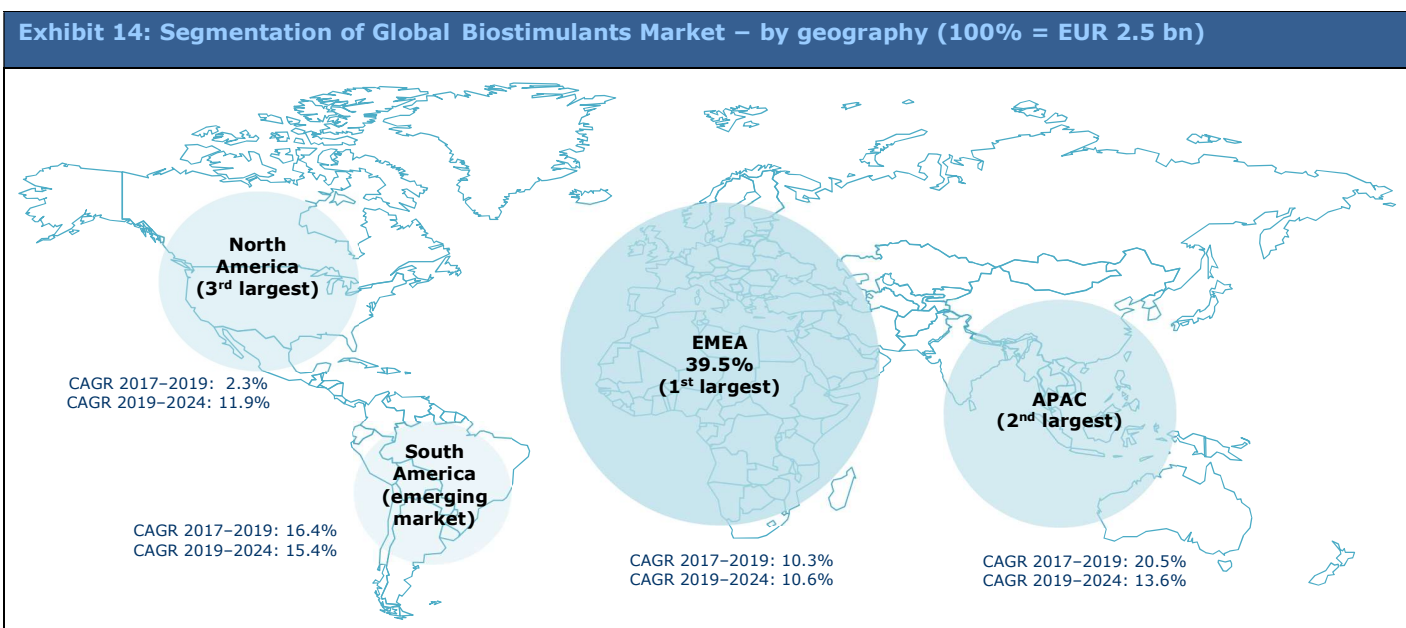 Exhibit 14: Segmentation of Global Biostimulants Market – by geography (100% = EUR 2.5 bn)
North
America
(3rd largest)
CAGR 2017–2019: 2.3%
CAGR 2019–2024: 11.9%
South
America
(emerging
market)
CAGR 2017–2019: 16.4%
CAGR 2019–2024: 15.4%
EMEA
39.5%
(1st largest)
CAGR 2017–2019: 10.3%
CAGR 2019–2024: 10.6%
APAC
(2nd largest)
CAGR 2017–2019: 20.5%
CAGR 2019–2024: 13.6%